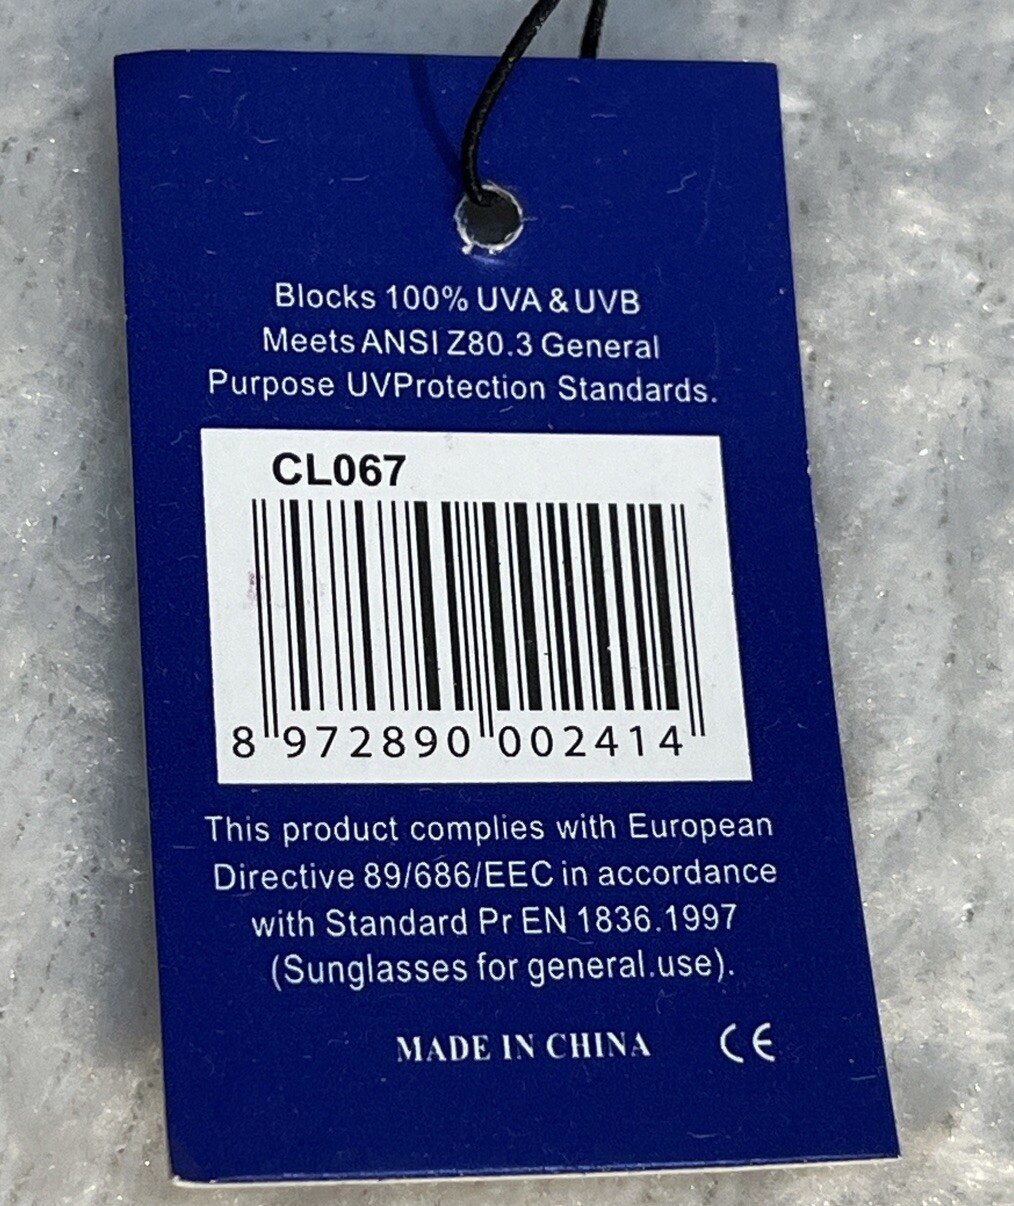 Blocks 100% UVA & UVB
Meets ANSI Z80.3 General
Purpose UVProtection Standards.
CL067
8 972890 002414
This product complies with European
Directive 89/686/EEC in accordance
with Standard Pr EN 1836.1997
(Sunglasses for general.use).
MADE IN CHINA CE